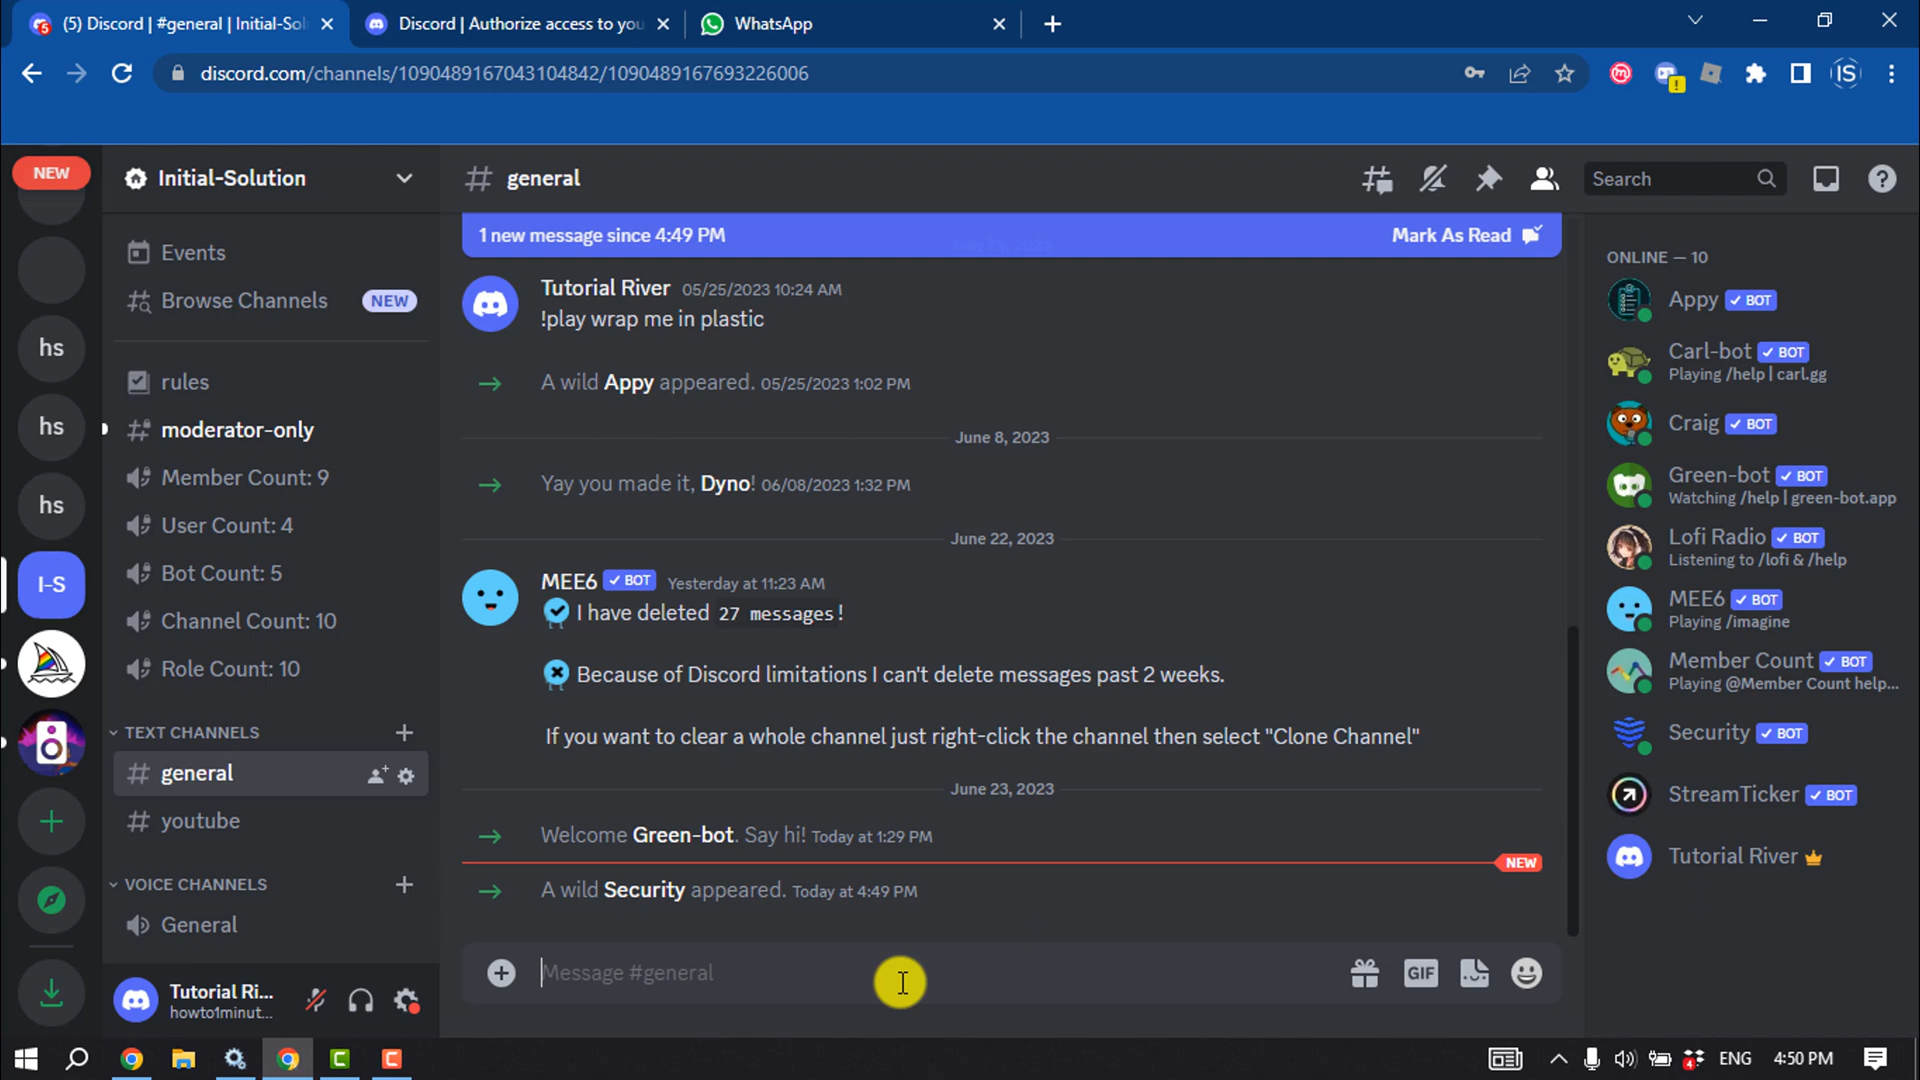 (5) Discord | #general | Initial-Sol
Discord | Authorize access to you
WhatsApp
discord.com/channels/1090489167043104842/1090489167693226006
IS
NEW
hs
hs
hs
I-S
Initial-Solution
Events
Browse Channels NEW
rules
moderator-only
Member Count: 9
User Count: 4
Bot Count: 5
Channel Count: 10
Role Count: 10
TEXT CHANNELS
general
youtube
VOICE CHANNELS
General
Tutorial Ri...
howto1minut...
general
Search
1 new message since 4:49 PM Mark As Read
Tutorial River 05/25/2023 10:24 AM
!play wrap me in plastic
A wild Appy appeared. 05/25/2023 1:02 PM
June 8, 2023
Yay you made it, Dyno! 06/08/2023 1:32 PM
June 22, 2023
MEE6 BOT Yesterday at 11:23 AM
I have deleted 27 messages!
Because of Discord limitations I can't delete messages past 2 weeks.
If you want to clear a whole channel just right-click the channel then select "Clone Channel"
June 23, 2023
Welcome Green-bot. Say hi! Today at 1:29 PM
NEW
A wild Security appeared. Today at 4:49 PM
Message #general
GIF
ONLINE — 10
Appy BOT
Carl-bot BOT
Playing /help | carl.gg
Craig BOT
Green-bot BOT
Watching /help | green-bot.app
Lofi Radio BOT
Listening to /lofi & /help
MEE6 BOT
Playing /imagine
Member Count BOT
Playing @Member Count help...
Security BOT
StreamTicker BOT
Tutorial River
ENG 4:50 PM